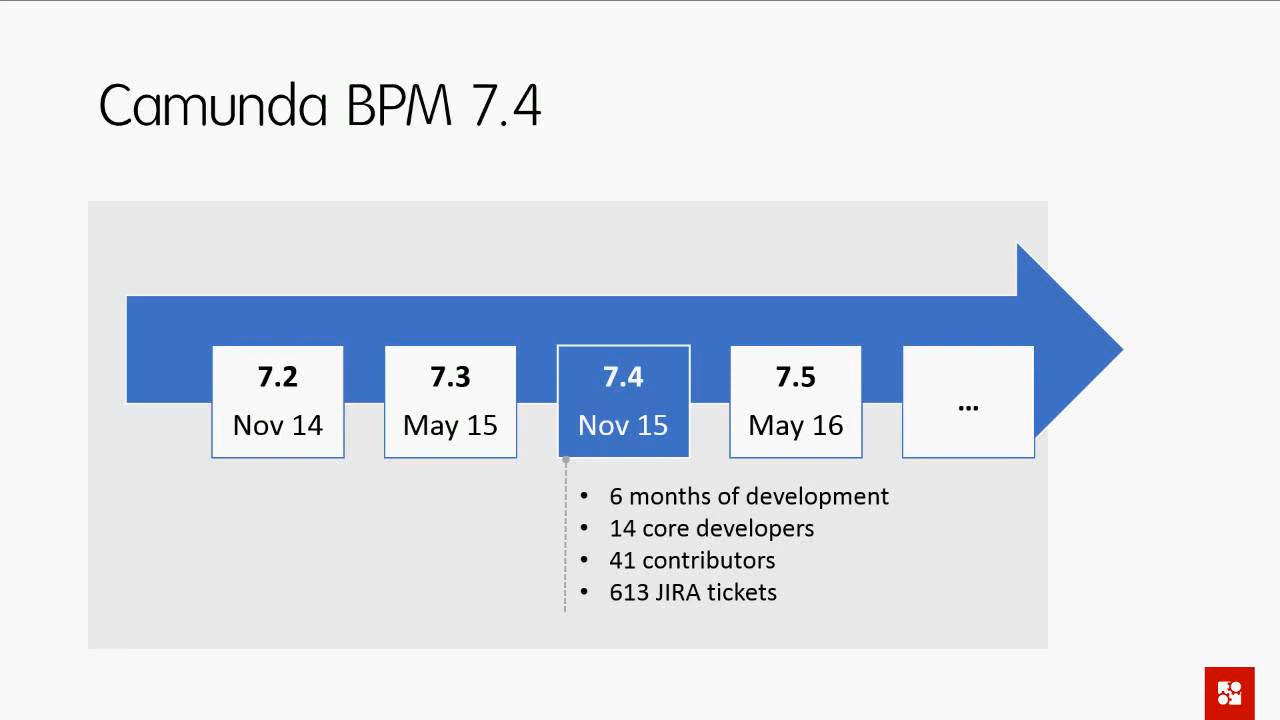 Camunda BPM 7.4
7.2
Nov 14
7.3
May 15
7.4
Nov 15
7.5
May 16
...
• 6 months of development
• 14 core developers
• 41 contributors
• 613 JIRA tickets